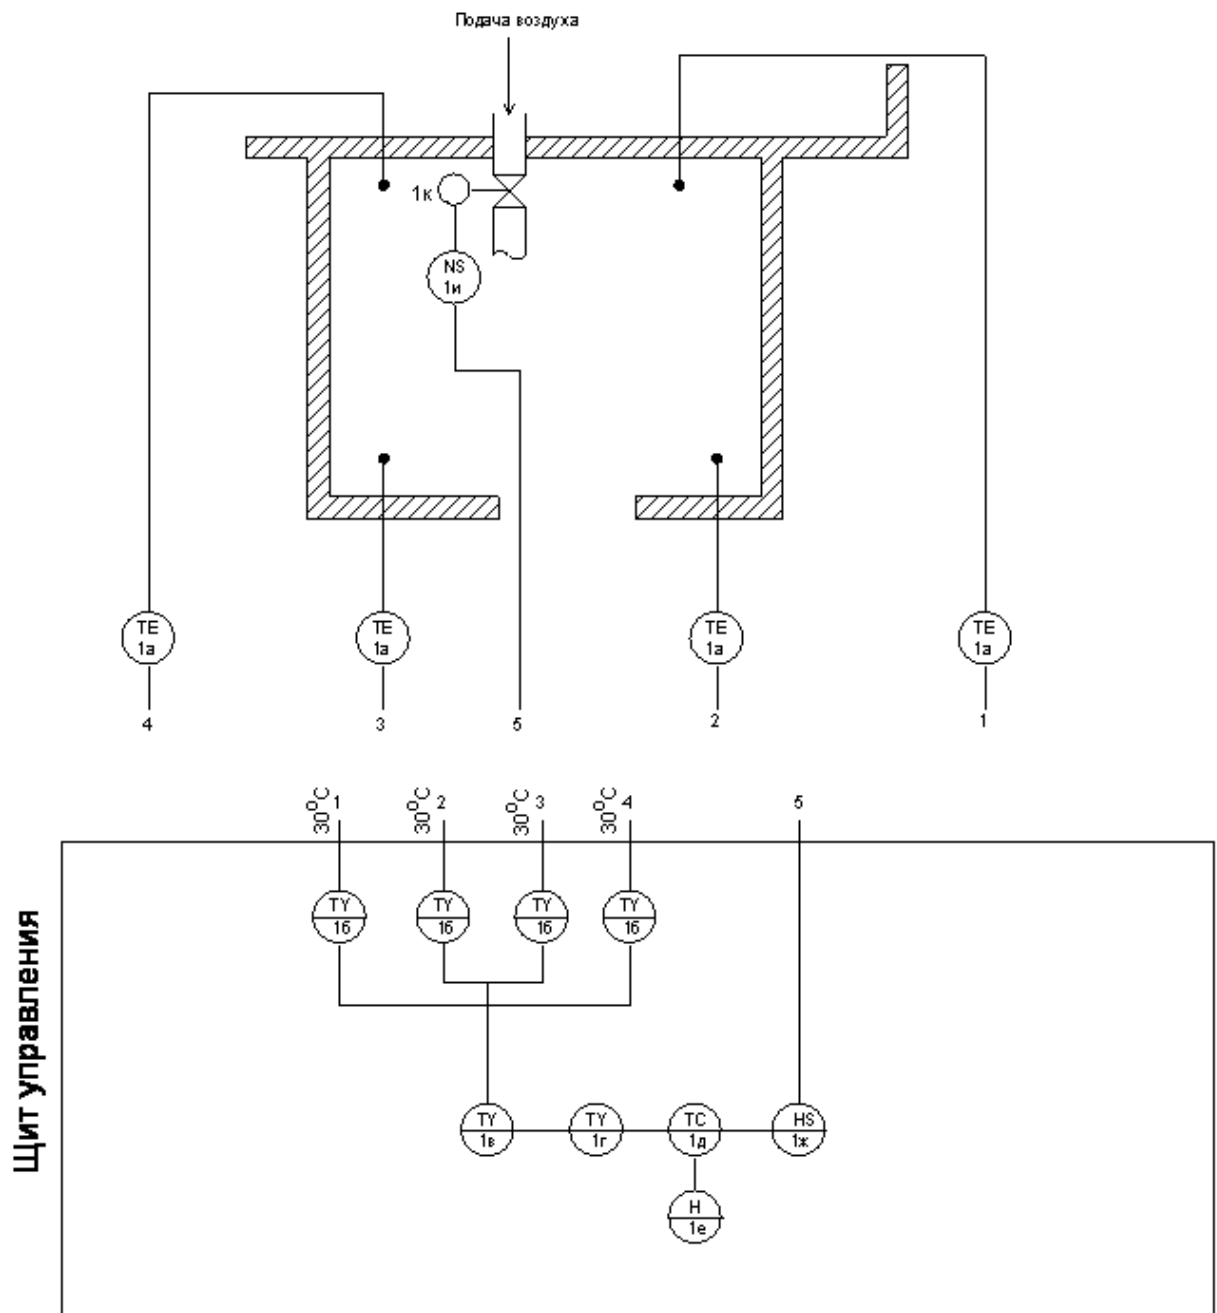 Подача воздуха
1к
NS
1и
TE
1а
TE
1а
TE
1а
TE
1а
4
3
5
2
1
30°C 1
30°C 2
30°C 3
30°C 4
5
TY
1б
TY
1б
TY
1б
TY
1б
Щит управления
TY
1в
TY
1г
TC
1д
HS
1ж
H
1е